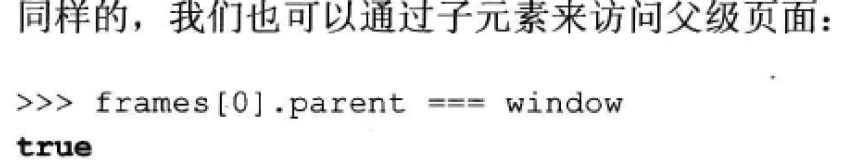 同样的，我们也可以通过子元素来访问父级页面：
>>> frames[0].parent === window
true